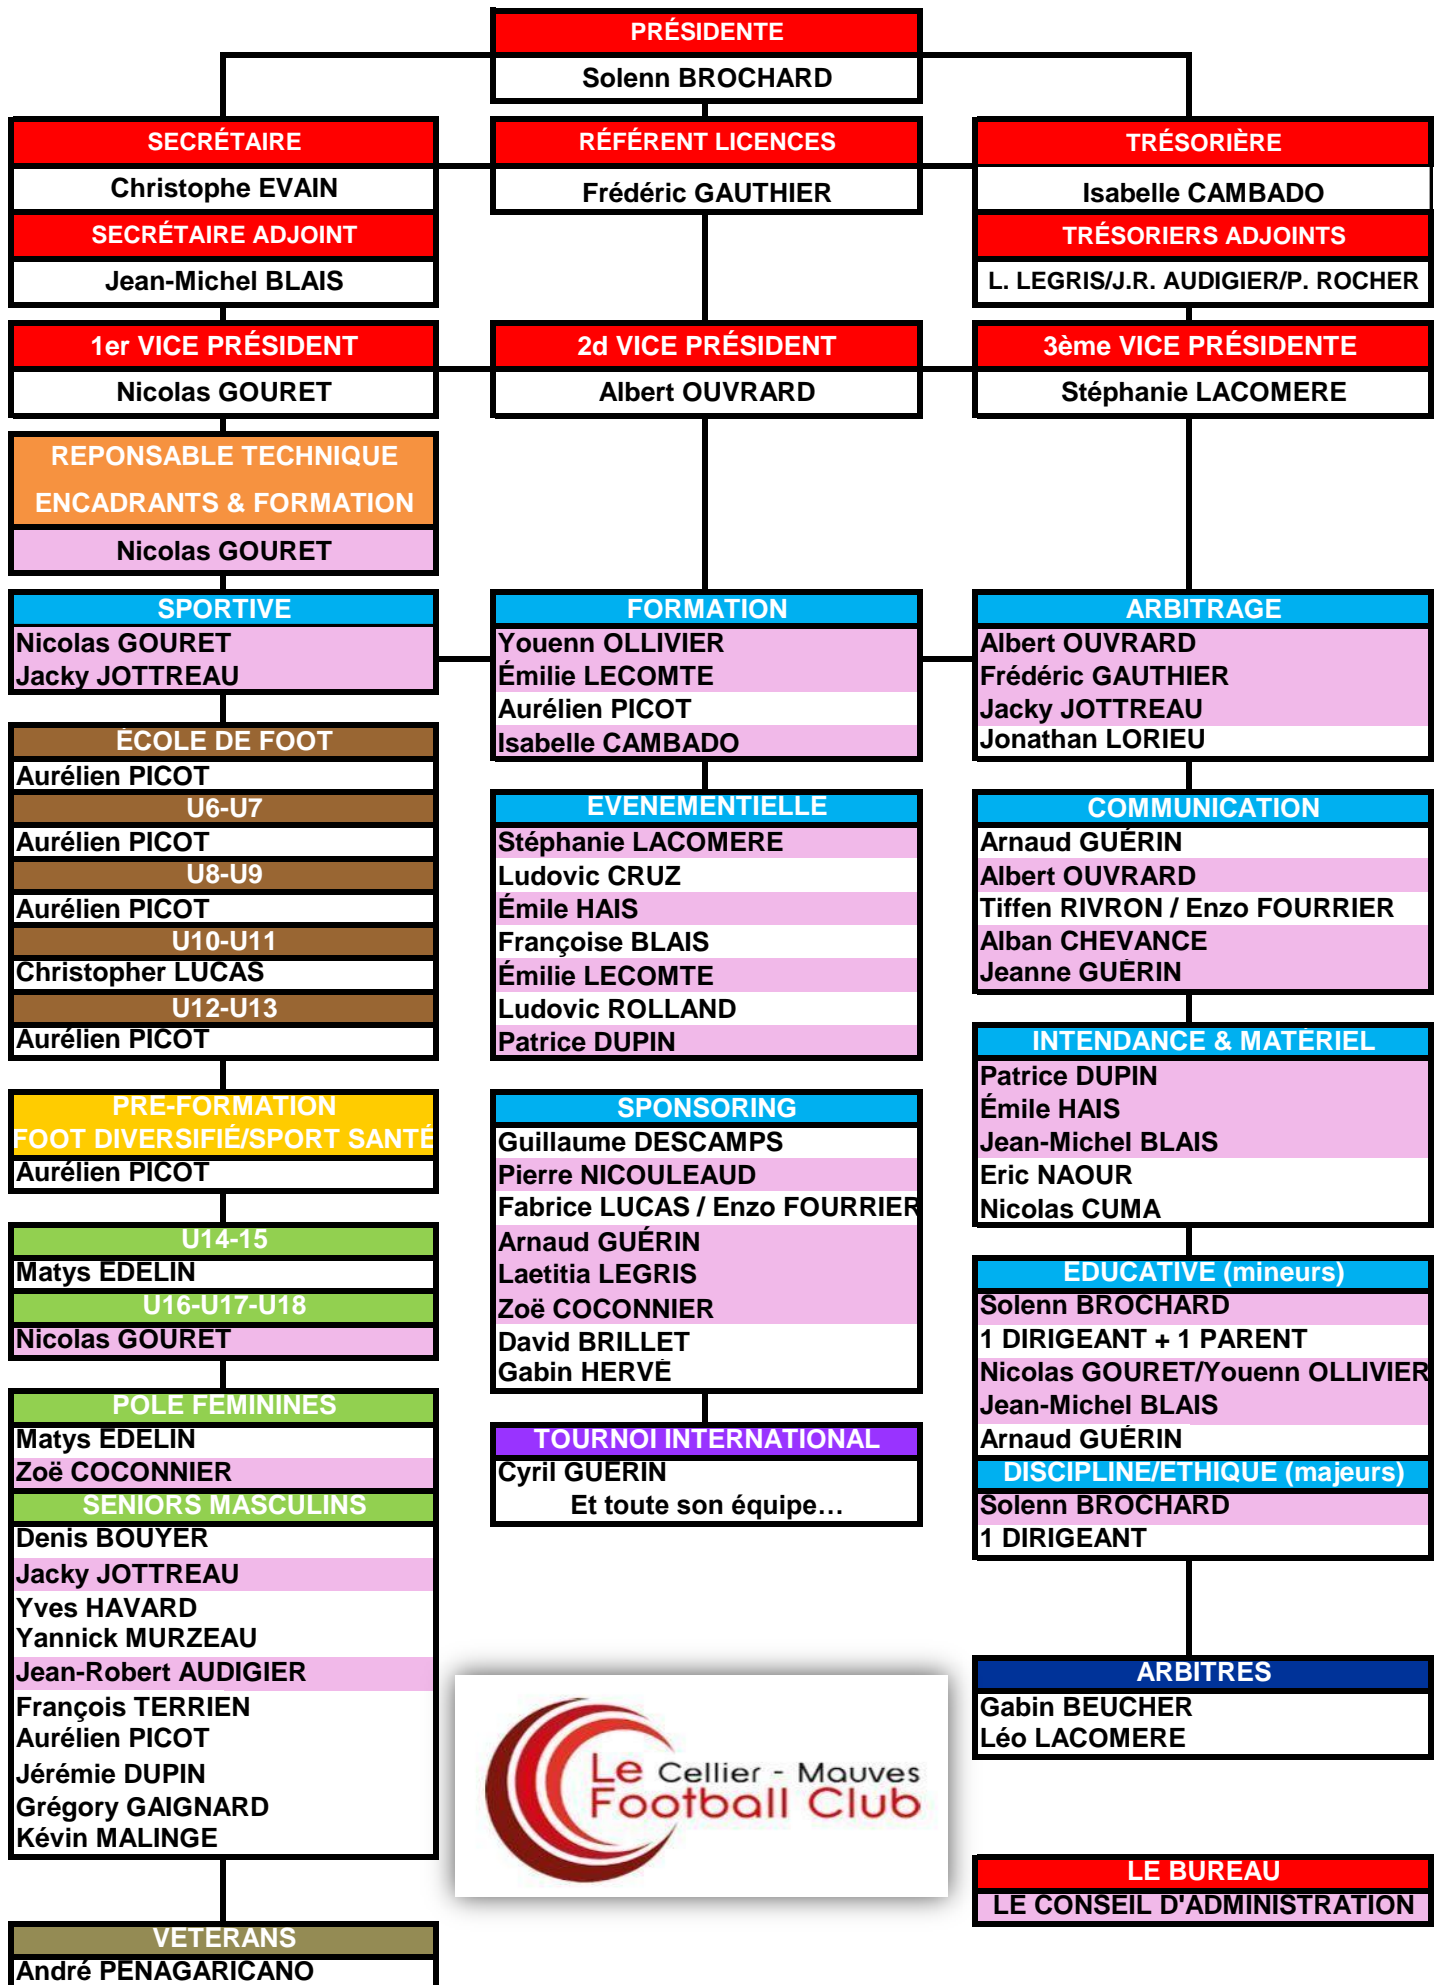 PRÉSIDENTE
Solenn BROCHARD
SECRÉTAIRE
Christophe EVAIN
SECRÉTAIRE ADJOINT
Jean-Michel BLAIS
RÉFÉRENT LICENCES
Frédéric GAUTHIER
TRÉSORIÈRE
Isabelle CAMBADO
TRÉSORIERS ADJOINTS
L. LEGRIS/J.R. AUDIGIER/P. ROCHER
1er VICE PRÉSIDENT
Nicolas GOURET
2d VICE PRÉSIDENT
Albert OUVRARD
3ème VICE PRÉSIDENTE
Stéphanie LACOMERE
REPONSABLE TECHNIQUE
ENCADRANTS & FORMATION
Nicolas GOURET
SPORTIVE
Nicolas GOURET
Jacky JOTTREAU
ÉCOLE DE FOOT
Aurélien PICOT
U6-U7
Aurélien PICOT
U8-U9
Aurélien PICOT
U10-U11
Christopher LUCAS
U12-U13
Aurélien PICOT
PRE-FORMATION
FOOT DIVERSIFIÉ/SPORT SANTÉ
Aurélien PICOT
U14-15
Matys EDELIN
U16-U17-U18
Nicolas GOURET
POLE FEMININES
Matys EDELIN
Zoë COCONNIER
SENIORS MASCULINS
Denis BOUYER
Jacky JOTTREAU
Yves HAVARD
Yannick MURZEAU
Jean-Robert AUDIGIER
François TERRIEN
Aurélien PICOT
Jérémie DUPIN
Grégory GAIGNARD
Kévin MALINGE
VETERANS
André PENAGARICANO
FORMATION
Youenn OLLIVIER
Émilie LECOMTE
Aurélien PICOT
Isabelle CAMBADO
EVENEMENTIELLE
Stéphanie LACOMERE
Ludovic CRUZ
Émile HAIS
Françoise BLAIS
Émilie LECOMTE
Ludovic ROLLAND
Patrice DUPIN
SPONSORING
Guillaume DESCAMPS
Pierre NICOULEAUD
Fabrice LUCAS / Enzo FOURRIER
Arnaud GUÉRIN
Laetitia LEGRIS
Zoë COCONNIER
David BRILLET
Gabin HERVÉ
TOURNOI INTERNATIONAL
Cyril GUERIN
Et toute son équipe…
Le Cellier - Mauves
Football Club
ARBITRAGE
Albert OUVRARD
Frédéric GAUTHIER
Jacky JOTTREAU
Jonathan LORIEU
COMMUNICATION
Arnaud GUÉRIN
Albert OUVRARD
Tiffen RIVRON / Enzo FOURRIER
Alban CHEVANCE
Jeanne GUÉRIN
INTENDANCE & MATÉRIEL
Patrice DUPIN
Émile HAIS
Jean-Michel BLAIS
Eric NAOUR
Nicolas CUMA
EDUCATIVE (mineurs)
Solenn BROCHARD
1 DIRIGEANT + 1 PARENT
Nicolas GOURET/Youenn OLLIVIER
Jean-Michel BLAIS
Arnaud GUÉRIN
DISCIPLINE/ETHIQUE (majeurs)
Solenn BROCHARD
1 DIRIGEANT
ARBITRES
Gabin BEUCHER
Léo LACOMERE
LE BUREAU
LE CONSEIL D'ADMINISTRATION